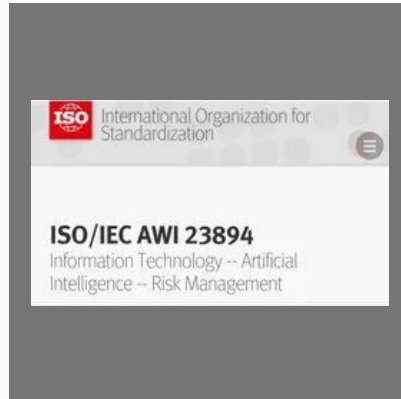 ISO International Organization for
Standardization
ISO/IEC AWI 23894
Information Technology -- Artificial
Intelligence -- Risk Management